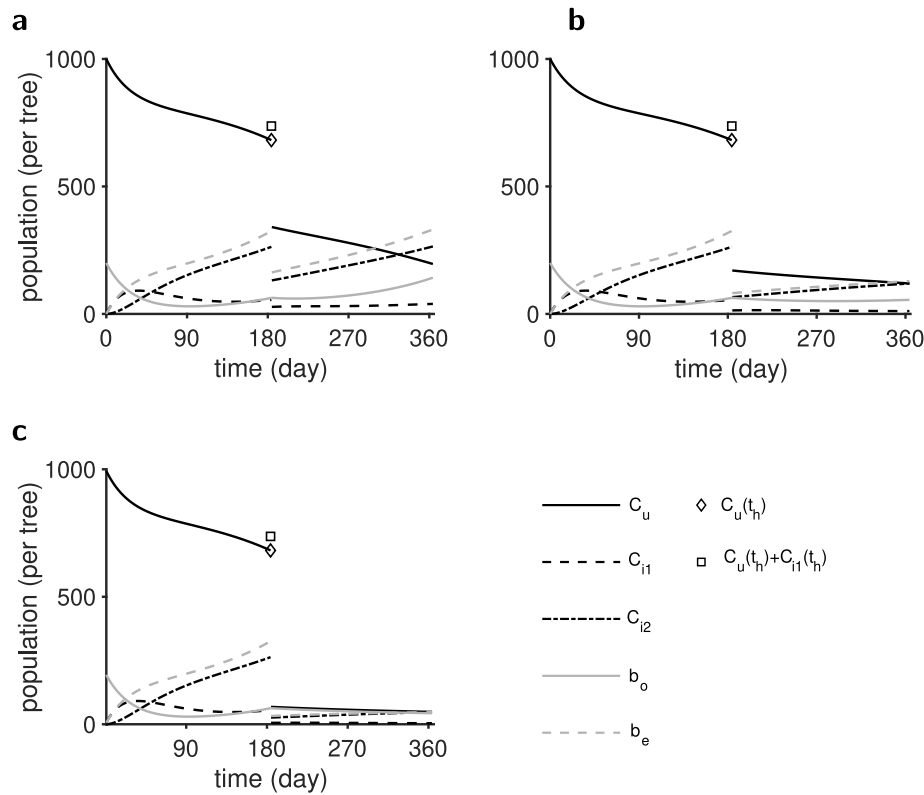 a
1000
500
0
population (per tree)
0 90 180 270 360
time (day)
b
1000
500
0
0 90 180 270 360
time (day)
c
1000
500
0
population (per tree)
90 180 270 360
time (day)
C_u
C_i1
C_i2
b_o
b_e
C_u(t_h)
C_u(t_h)+C_i1(t_h)